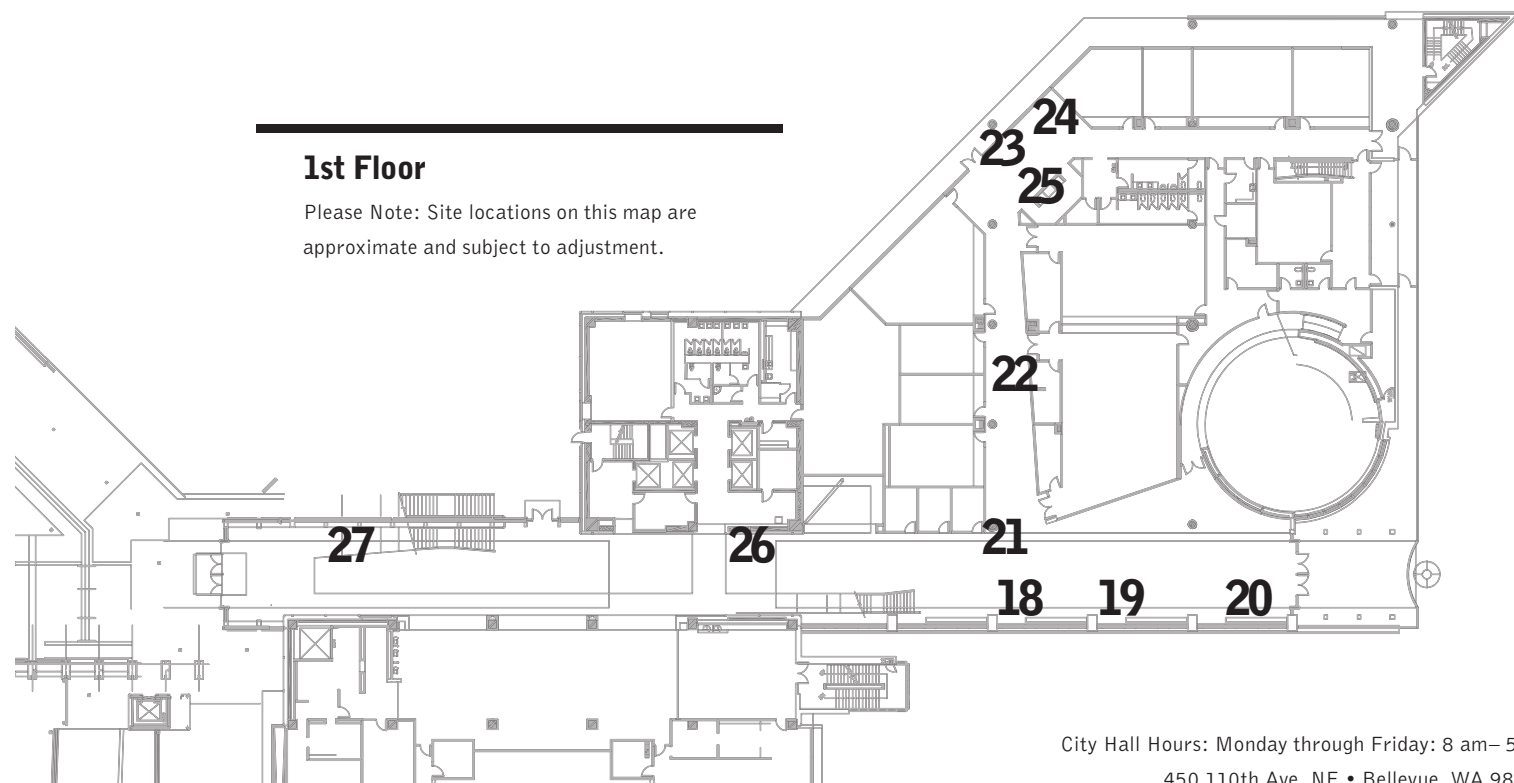 1st Floor
Please Note: Site locations on this map are
approximate and subject to adjustment.
24
23
25
22
21
27
26
18
19
20
City Hall Hours: Monday through Friday: 8 am– 5
450 110th Ave. NE • Bellevue, WA 98